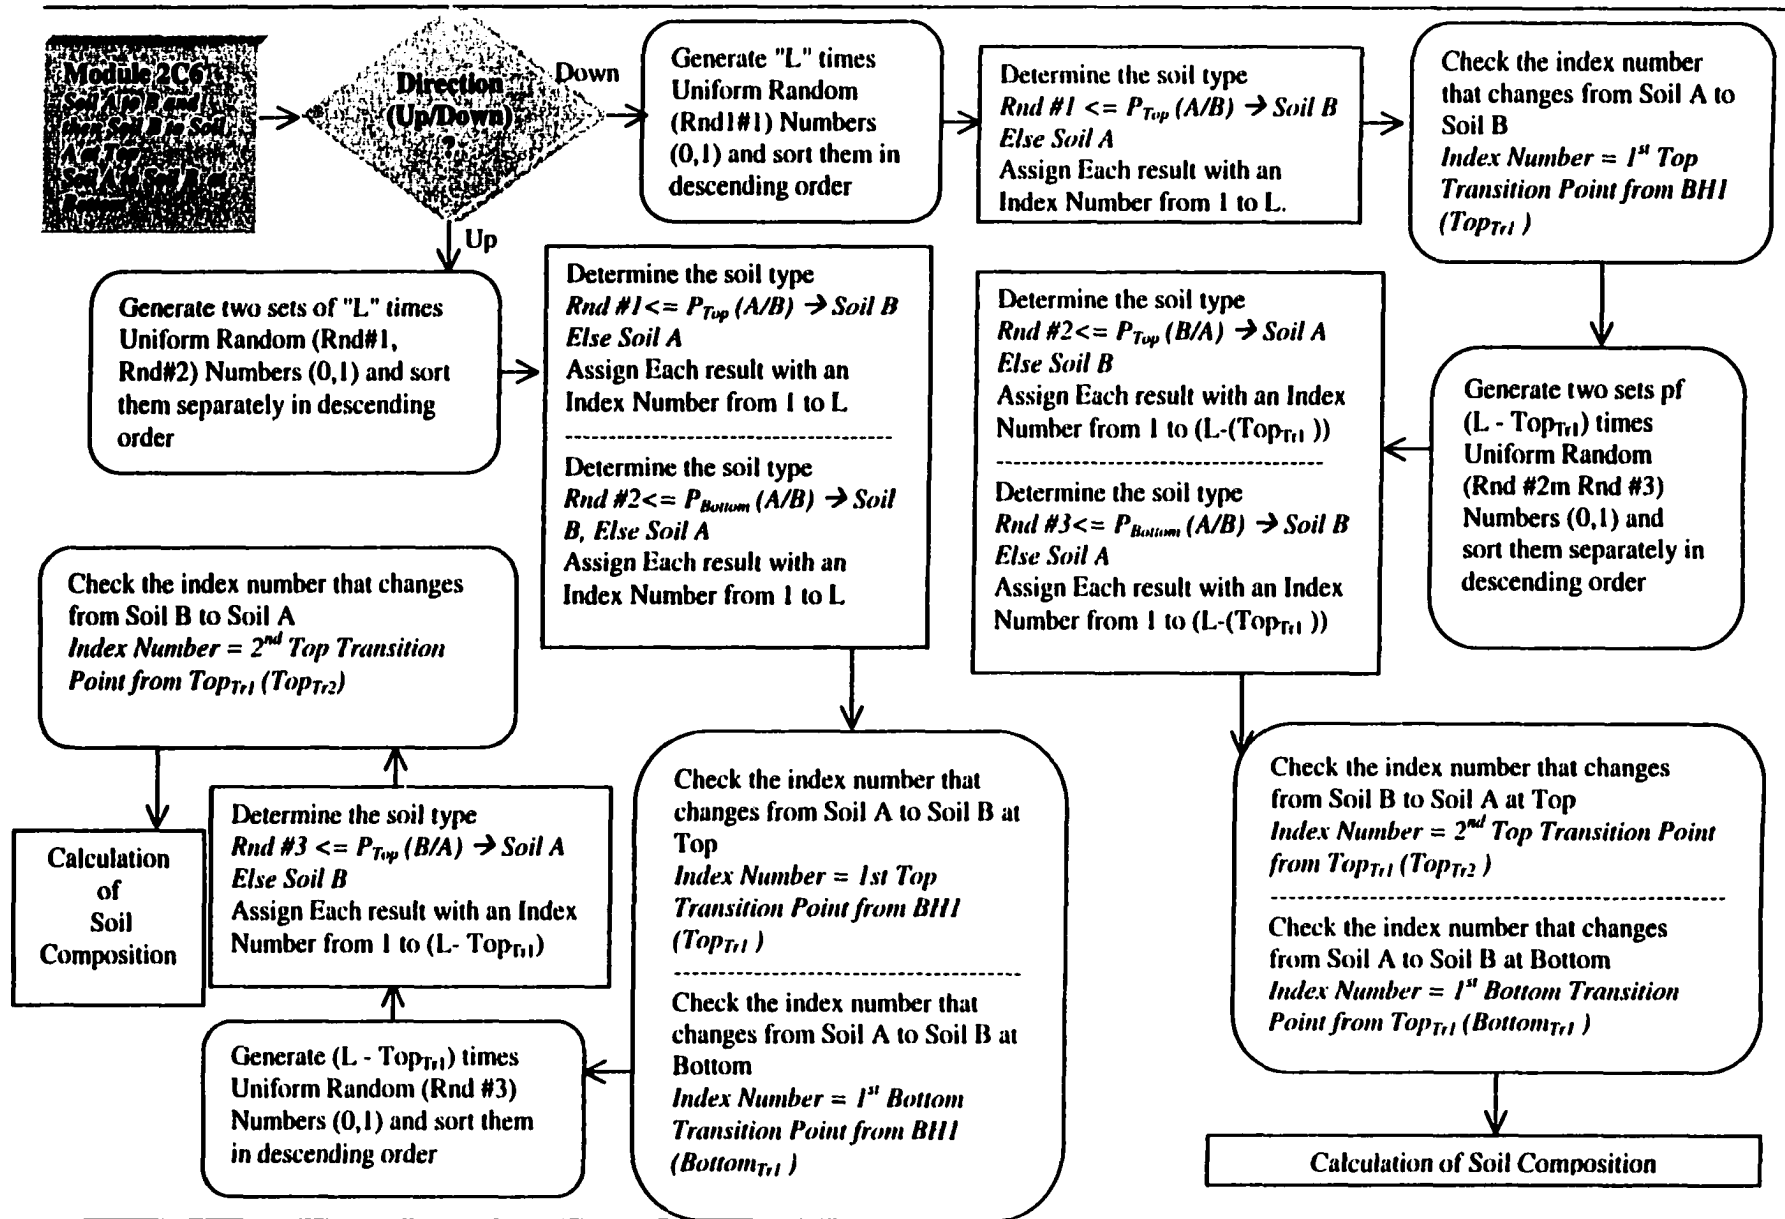 Module 2C6
Soil A to B and
then Soil B to Soil
A at Top
Soil A to Soil B at
Bottom
Direction
(Up/Down)
?
Down
Up
Generate "L" times
Uniform Random
(Rnd1#1) Numbers
(0,1) and sort them in
descending order
Determine the soil type
Rnd #1 <= P_Top (A/B) → Soil B
Else Soil A
Assign Each result with an
Index Number from 1 to L.
Check the index number
that changes from Soil A to
Soil B
Index Number = 1st Top
Transition Point from BH1
(Top_Tr1 )
Generate two sets pf
(L - Top_Tr1) times
Uniform Random
(Rnd #2m Rnd #3)
Numbers (0,1) and
sort them separately in
descending order
Determine the soil type
Rnd #2<= P_Top (B/A) → Soil A
Else Soil B
Assign Each result with an Index
Number from 1 to (L-(Top_Tr1 ))
Determine the soil type
Rnd #3<= P_Bottom (A/B) → Soil B
Else Soil A
Assign Each result with an Index
Number from 1 to (L-(Top_Tr1 ))
Check the index number that changes
from Soil B to Soil A at Top
Index Number = 2nd Top Transition Point
from Top_Tr1 (Top_Tr2 )
Check the index number that changes
from Soil A to Soil B at Bottom
Index Number = 1st Bottom Transition
Point from Top_Tr1 (Bottom_Tr1 )
Calculation of Soil Composition
Generate two sets of "L" times
Uniform Random (Rnd#1,
Rnd#2) Numbers (0,1) and sort
them separately in descending
order
Determine the soil type
Rnd #1<= P_Top (A/B) → Soil B
Else Soil A
Assign Each result with an
Index Number from 1 to L
Determine the soil type
Rnd #2<= P_Bottom (A/B) → Soil
B, Else Soil A
Assign Each result with an
Index Number from 1 to L
Check the index number that
changes from Soil A to Soil B at
Top
Index Number = 1st Top
Transition Point from BH1
(Top_Tr1 )
Check the index number that
changes from Soil A to Soil B at
Bottom
Index Number = 1st Bottom
Transition Point from BH1
(Bottom_Tr1 )
Generate (L - Top_Tr1) times
Uniform Random (Rnd #3)
Numbers (0,1) and sort them
in descending order
Determine the soil type
Rnd #3 <= P_Top (B/A) → Soil A
Else Soil B
Assign Each result with an Index
Number from 1 to (L- Top_Tr1)
Check the index number that changes
from Soil B to Soil A
Index Number = 2nd Top Transition
Point from Top_Tr1 (Top_Tr2)
Calculation
of
Soil
Composition